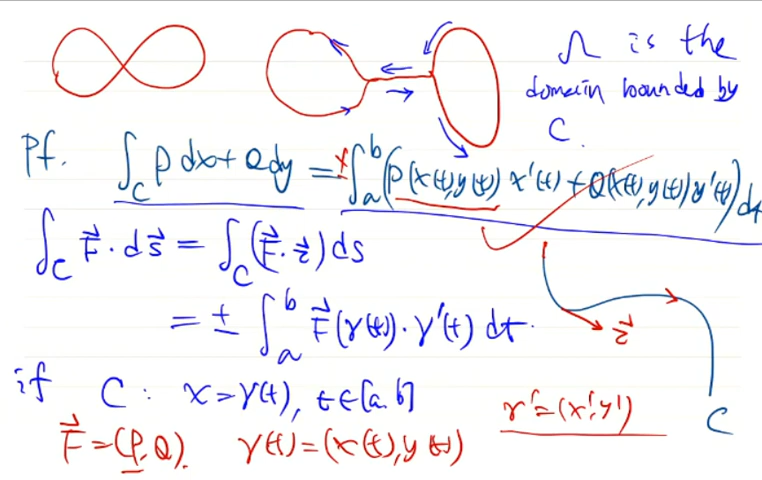 Ω is the
domain bounded by
C.
Pf. ∫_C P dx + Q dy = ± ∫_a^b (P(x(t),y(t)) x'(t) + Q(x(t),y(t)) y'(t)) dt
∫_C F⃗ · ds⃗ = ∫_C (F⃗ · τ⃗) ds
= ± ∫_a^b F⃗(γ(t)) · γ'(t) dt.
τ⃗
if C : x = γ(t), t ∈ [a, b]
γ' = (x', y')
C
F⃗ = (P, Q). γ(t) = (x(t), y(t))